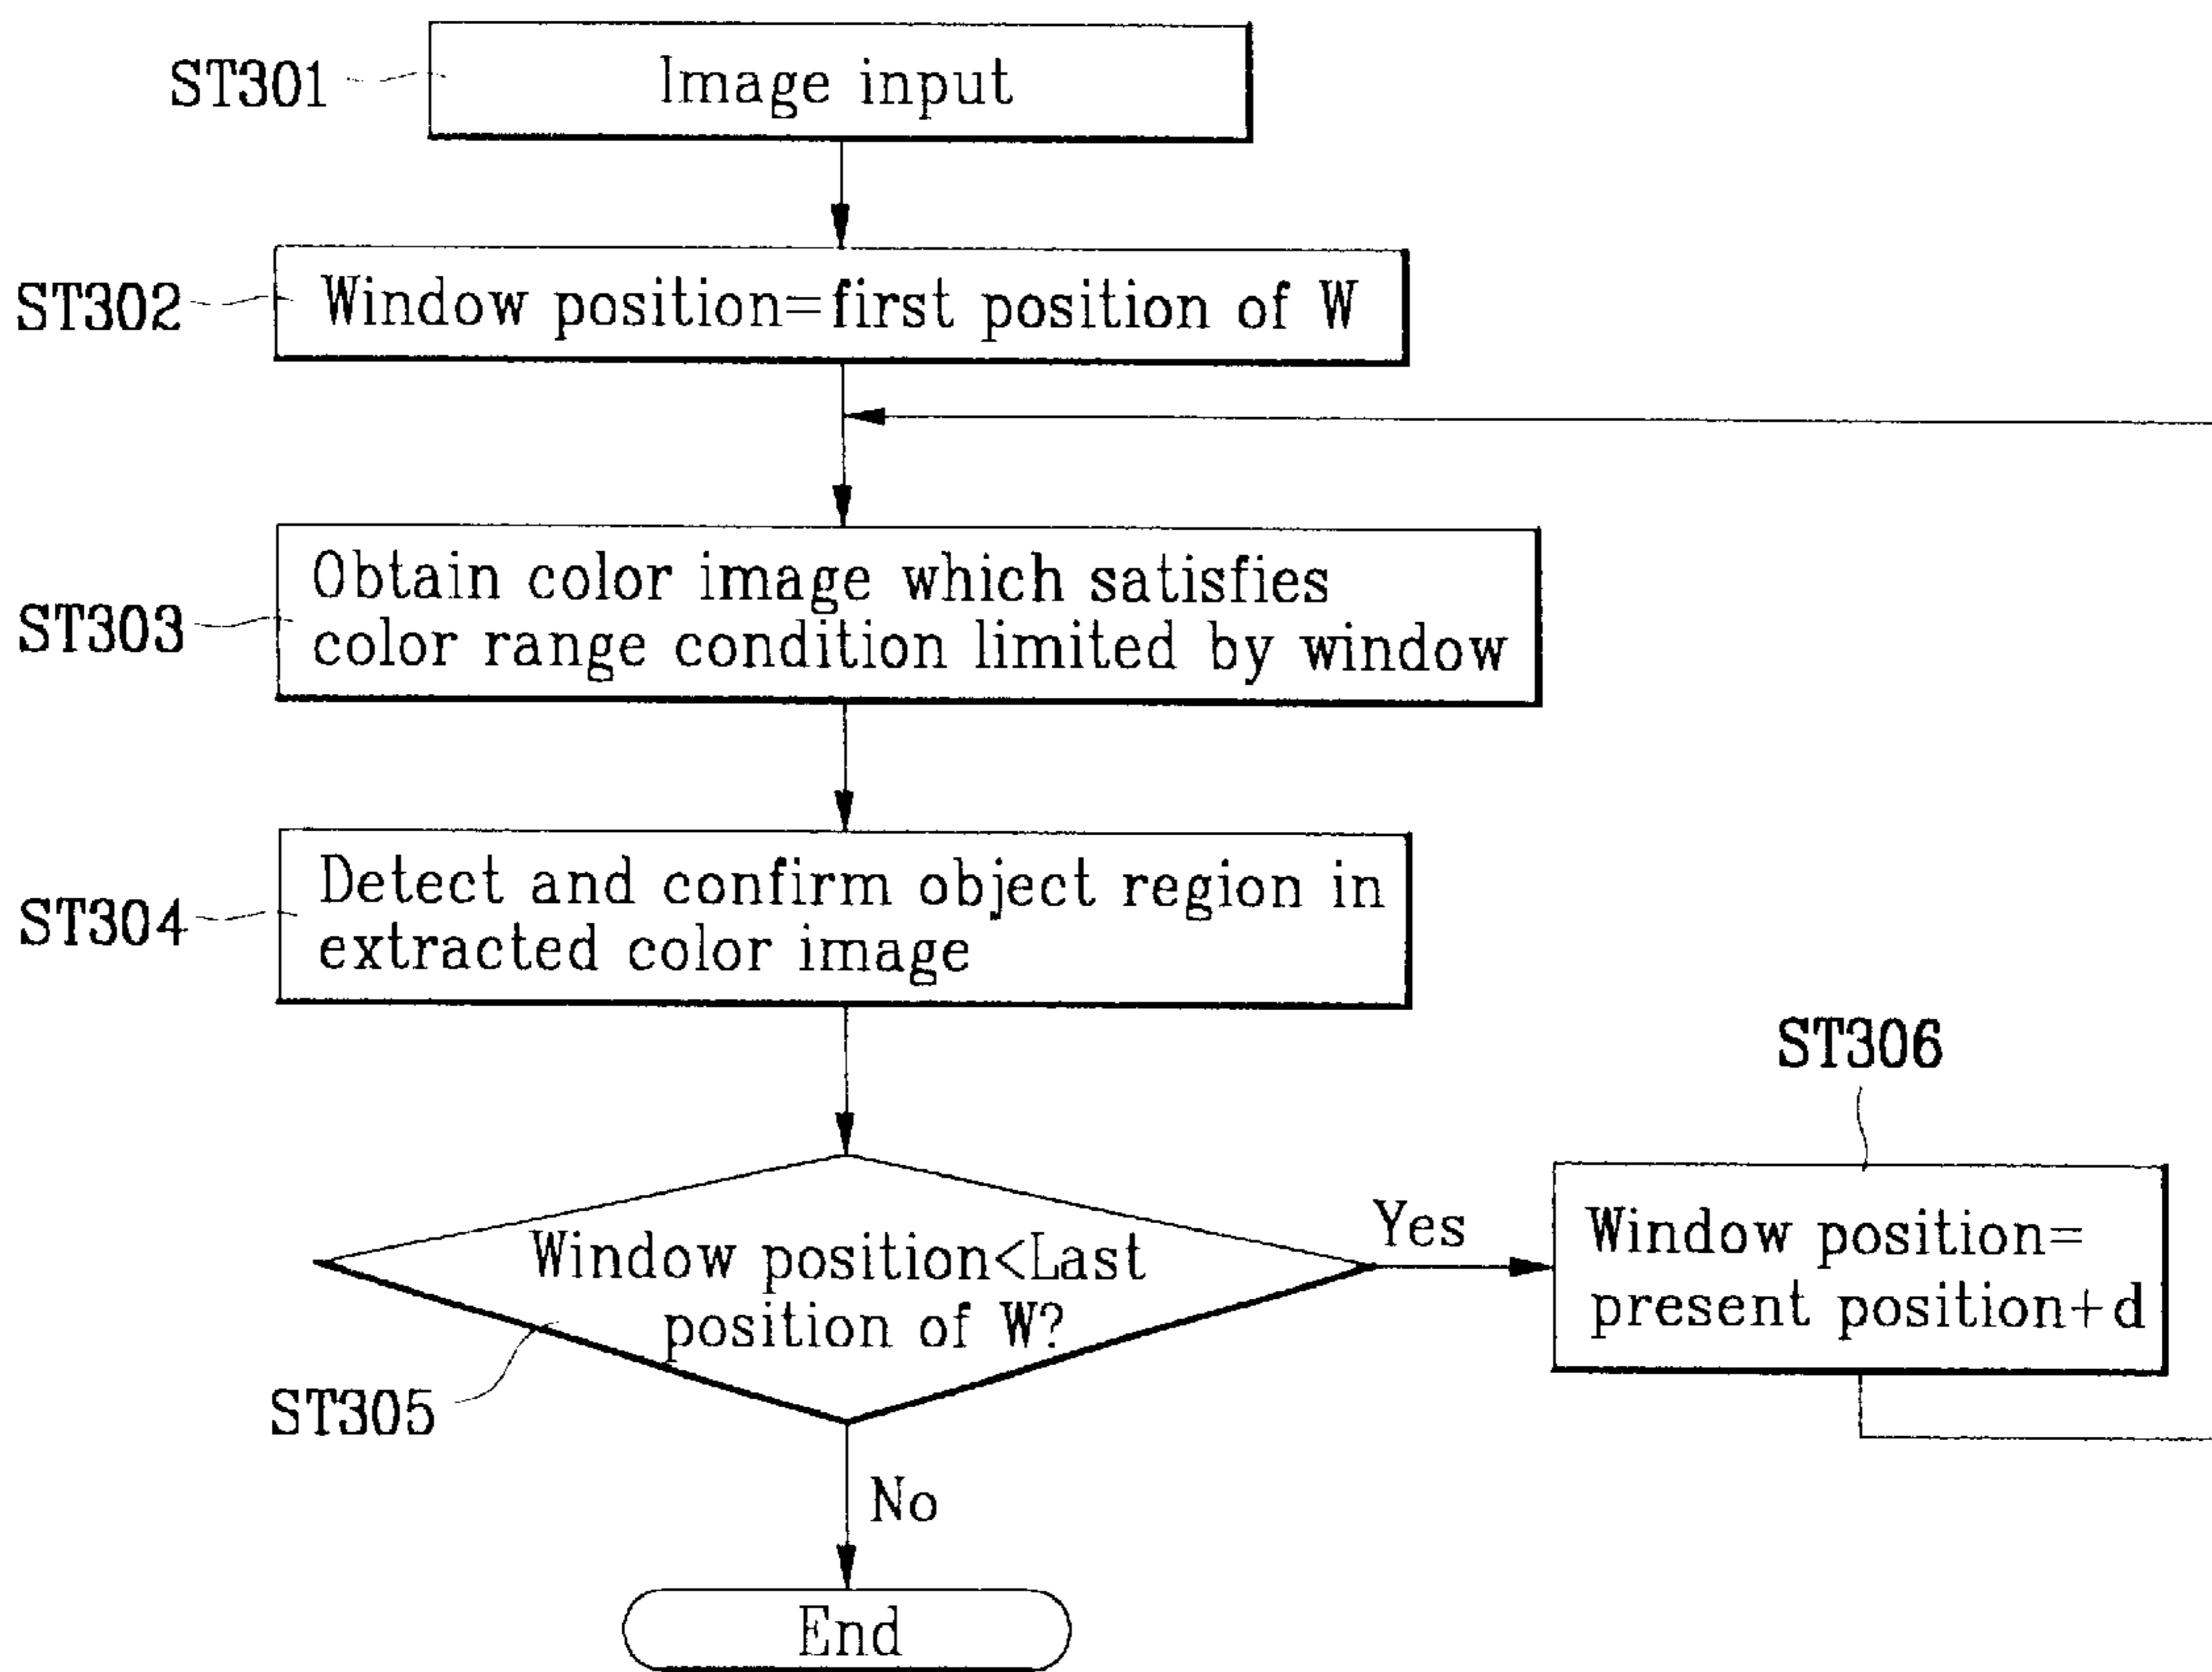 ST301
Image input
ST302
Window position=first position of W
ST303
Obtain color image which satisfies
color range condition limited by window
ST304
Detect and confirm object region in
extracted color image
ST305
Window position<Last
position of W?
Yes
ST306
Window position=
present position+d
No
End